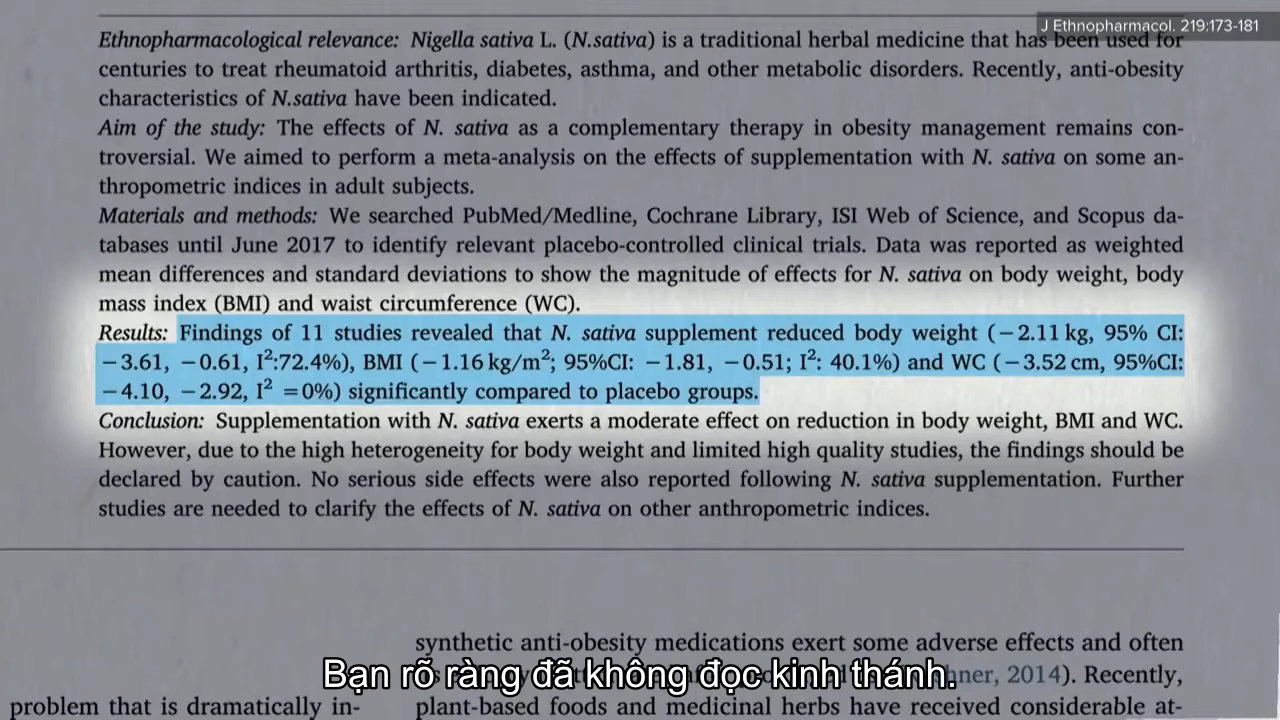 J Ethnopharmacol. 219:173-181
Ethnopharmacological relevance: Nigella sativa L. (N.sativa) is a traditional herbal medicine that has been used for
centuries to treat rheumatoid arthritis, diabetes, asthma, and other metabolic disorders. Recently, anti-obesity
characteristics of N.sativa have been indicated.
Aim of the study: The effects of N. sativa as a complementary therapy in obesity management remains con-
troversial. We aimed to perform a meta-analysis on the effects of supplementation with N. sativa on some an-
thropometric indices in adult subjects.
Materials and methods: We searched PubMed/Medline, Cochrane Library, ISI Web of Science, and Scopus da-
tabases until June 2017 to identify relevant placebo-controlled clinical trials. Data was reported as weighted
mean differences and standard deviations to show the magnitude of effects for N. sativa on body weight, body
mass index (BMI) and waist circumference (WC).
Results: Findings of 11 studies revealed that N. sativa supplement reduced body weight (−2.11 kg, 95% CI:
−3.61, −0.61, I²:72.4%), BMI (−1.16 kg/m²; 95%CI: −1.81, −0.51; I²: 40.1%) and WC (−3.52 cm, 95%CI:
−4.10, −2.92, I² =0%) significantly compared to placebo groups.
Conclusion: Supplementation with N. sativa exerts a moderate effect on reduction in body weight, BMI and WC.
However, due to the high heterogeneity for body weight and limited high quality studies, the findings should be
declared by caution. No serious side effects were also reported following N. sativa supplementation. Further
studies are needed to clarify the effects of N. sativa on other anthropometric indices.
synthetic anti-obesity medications exert some adverse effects and often
2014). Recently,
Bạn rõ ràng đã không đọc kinh thánh.
problem that is dramatically in-
plant-based foods and medicinal herbs have received considerable at-